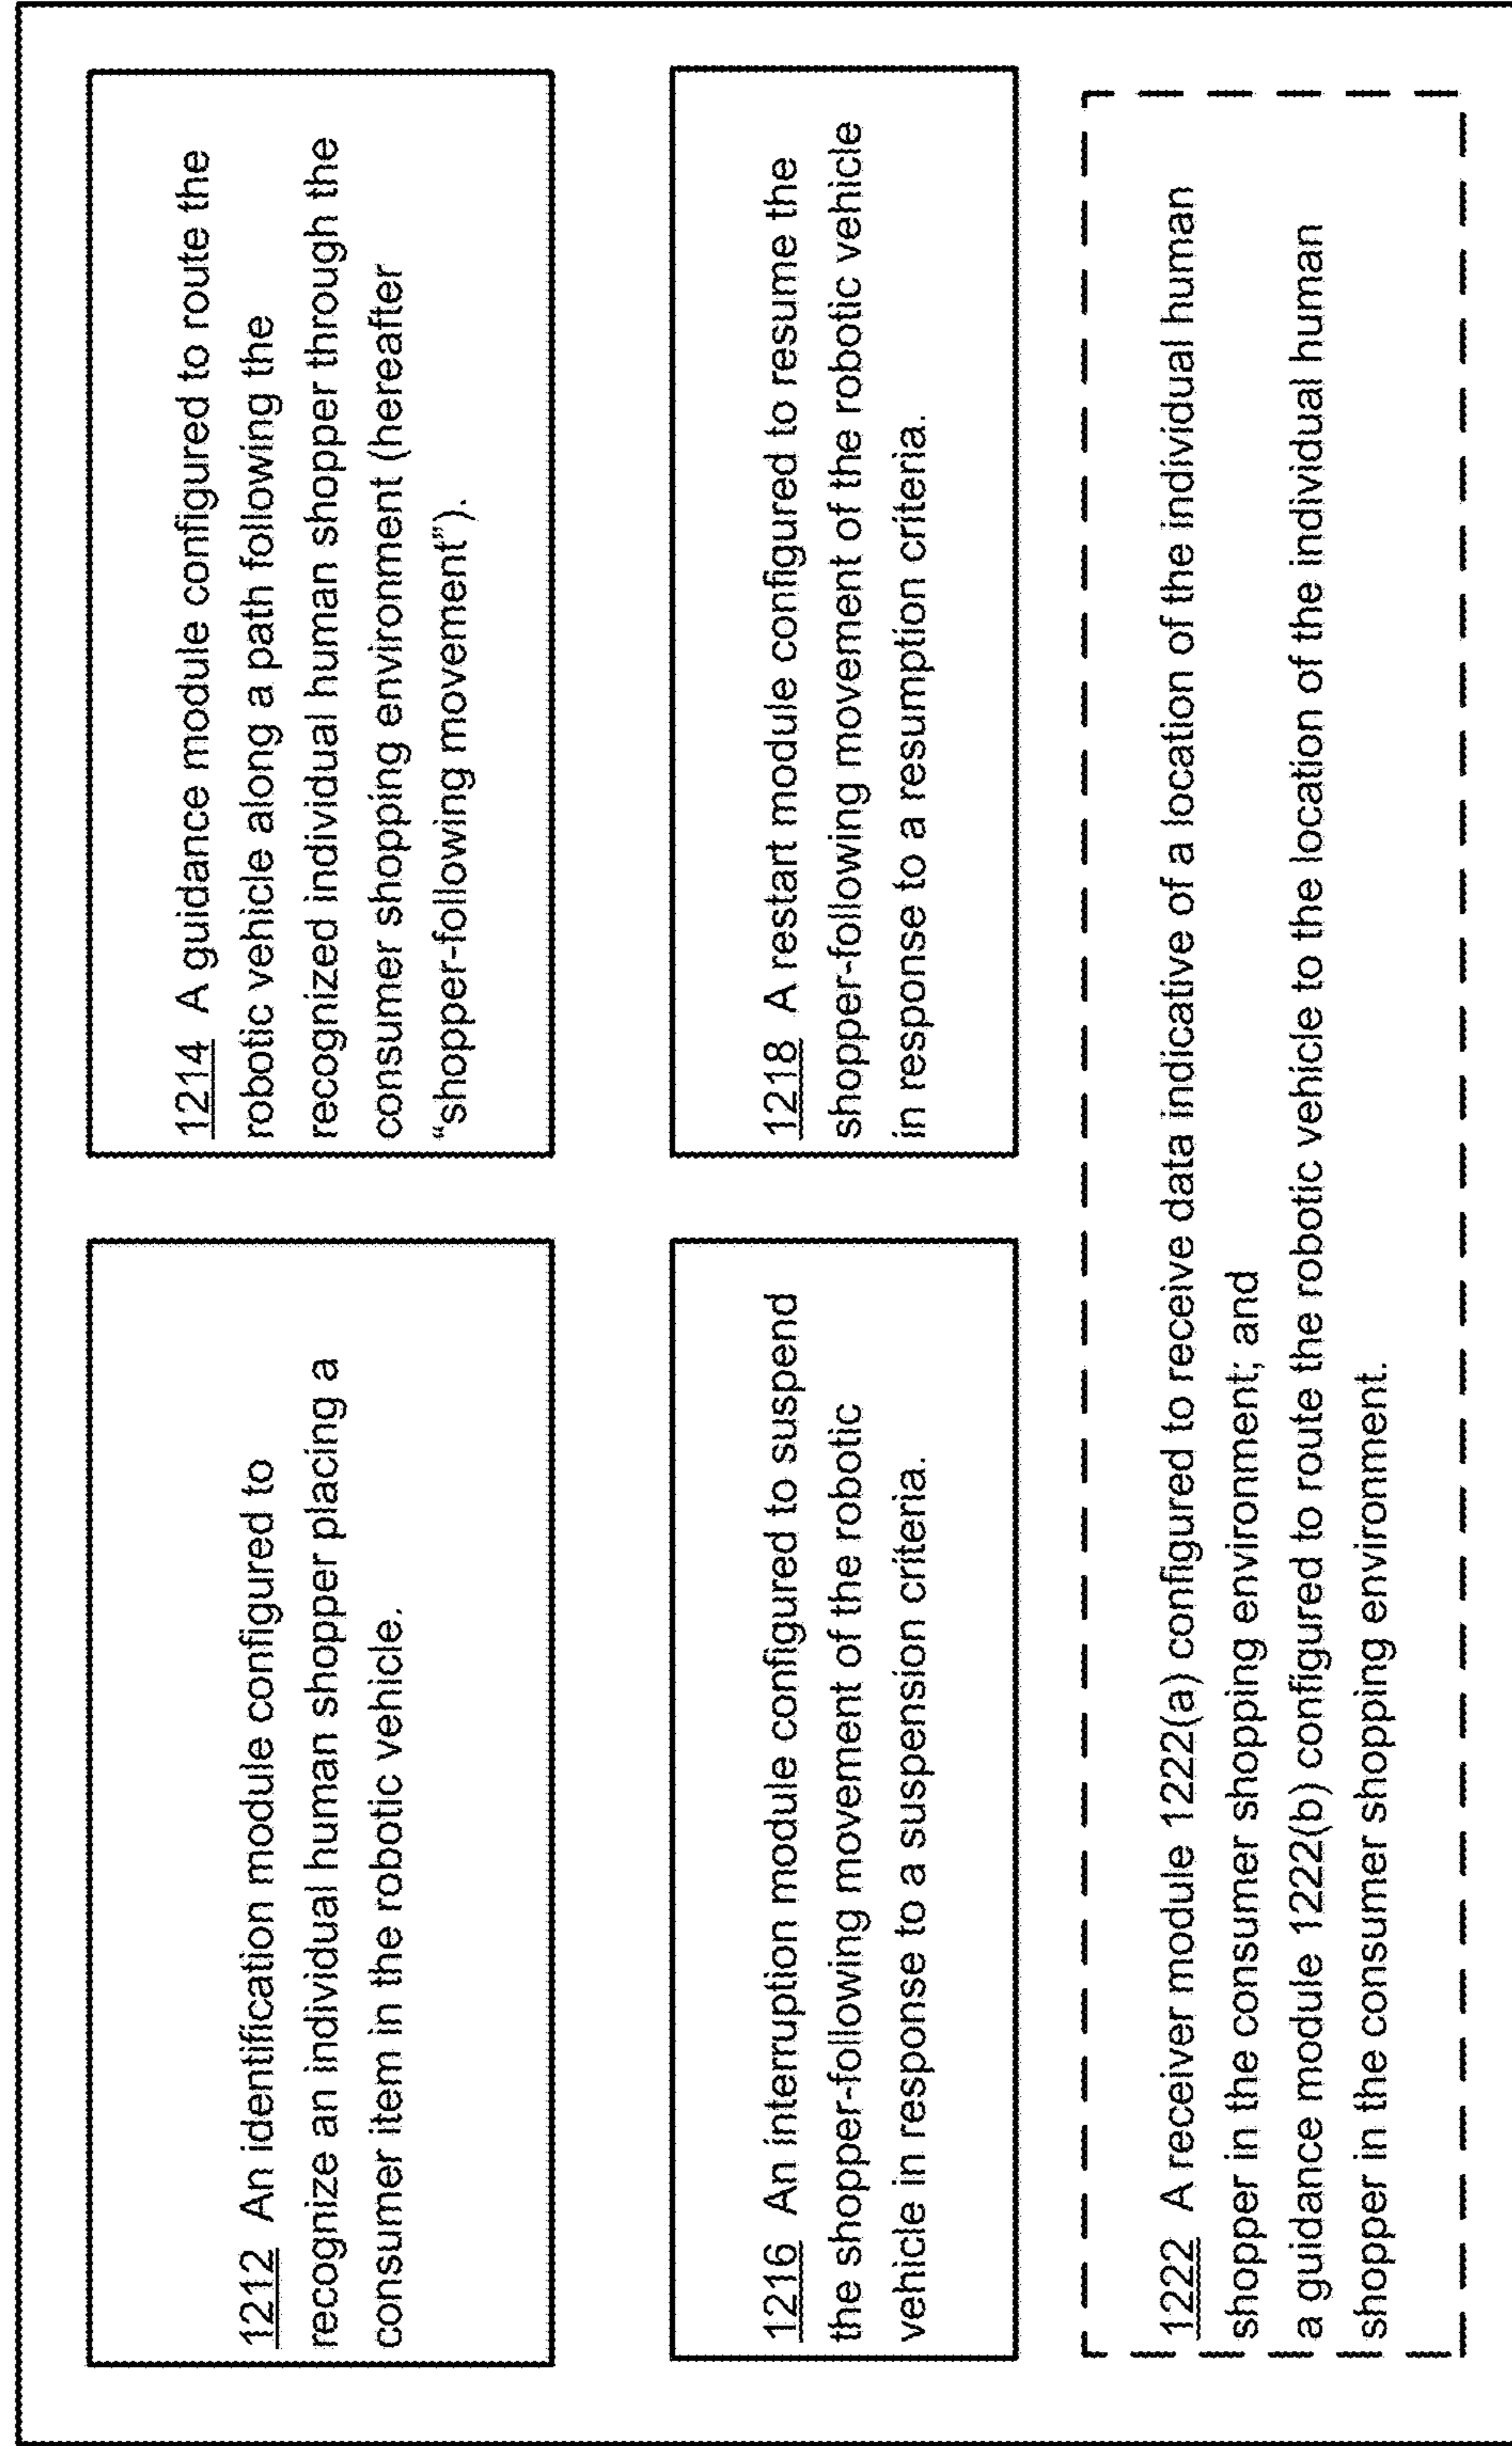 1212 An identification module configured to
recognize an individual human shopper placing a
consumer item in the robotic vehicle.
1214 A guidance module configured to route the
robotic vehicle along a path following the
recognized individual human shopper through the
consumer shopping environment (hereafter
“shopper-following movement”).
1216 An interruption module configured to suspend
the shopper-following movement of the robotic
vehicle in response to a suspension criteria.
1218 A restart module configured to resume the
shopper-following movement of the robotic vehicle
in response to a resumption criteria.
1222 A receiver module 1222(a) configured to receive data indicative of a location of the individual human
shopper in the consumer shopping environment; and
a guidance module 1222(b) configured to route the robotic vehicle to the location of the individual human
shopper in the consumer shopping environment.